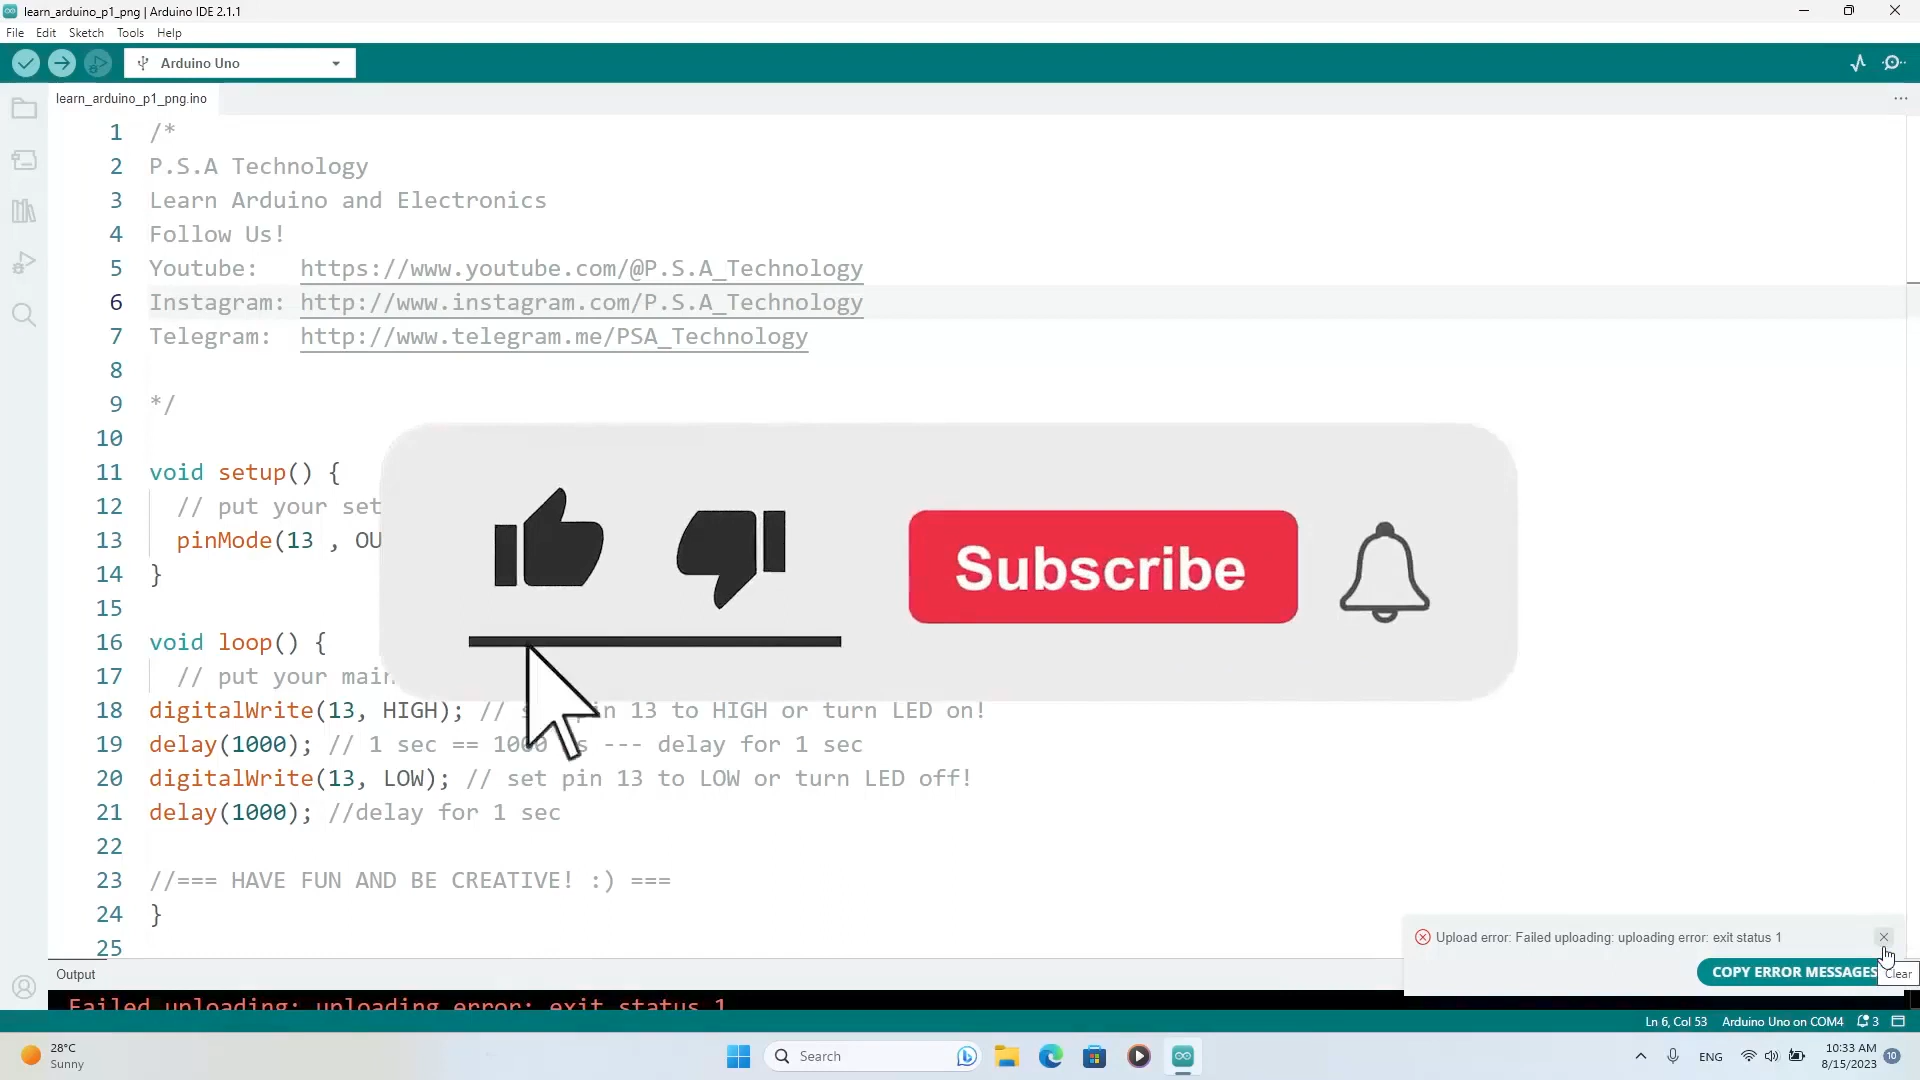 learn_arduino_p1_png | Arduino IDE 2.1.1
File Edit Sketch Tools Help
Arduino Uno
learn_arduino_p1_png.ino
1 /*
2 P.S.A Technology
3 Learn Arduino and Electronics
4 Follow Us!
5 Youtube: https://www.youtube.com/@P.S.A_Technology
6 Instagram: http://www.instagram.com/P.S.A_Technology
7 Telegram: http://www.telegram.me/PSA_Technology
8
9 */
10
11 void setup() {
12 // put your set
13 pinMode(13 , OU
14 }
15
16 void loop() {
17 // put your main
Subscribe
18 digitalWrite(13, HIGH); // pin 13 to HIGH or turn LED on!
19 delay(1000); // 1 sec == 1000 --- delay for 1 sec
20 digitalWrite(13, LOW); // set pin 13 to LOW or turn LED off!
21 delay(1000); //delay for 1 sec
22
23 //=== HAVE FUN AND BE CREATIVE! :) ===
24 }
25
Upload error: Failed uploading: uploading error: exit status 1
COPY ERROR MESSAGES
Clear
Output
Failed uploading: uploading error: exit status 1
Ln 6, Col 53 Arduino Uno on COM4 3
28°C
Sunny
Search
ENG
10:33 AM
8/15/2023
10